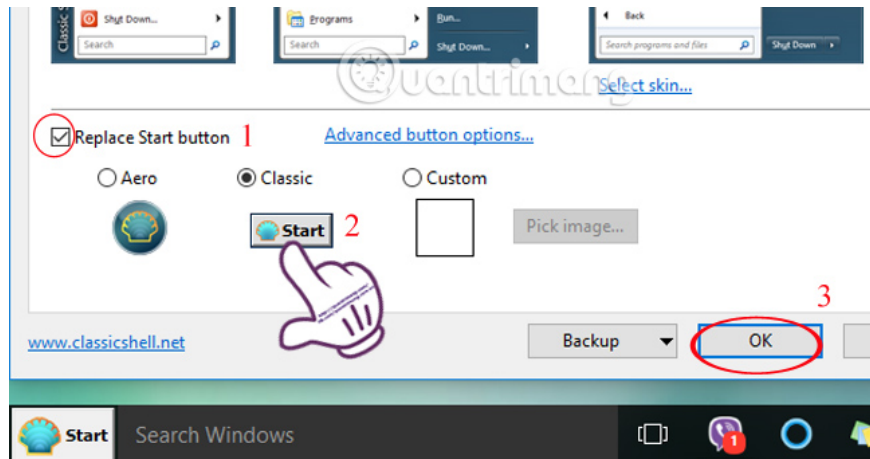 Classic S
Shut Down...
Search
Programs
Search
Run...
Shut Down...
Back
Search programs and files
Shut Down
Quantrimang
Select skin...
Replace Start button 1
Advanced button options...
Aero
Classic
Custom
Start 2
Pick image...
3
www.classicshell.net
Backup
OK
Start
Search Windows
1